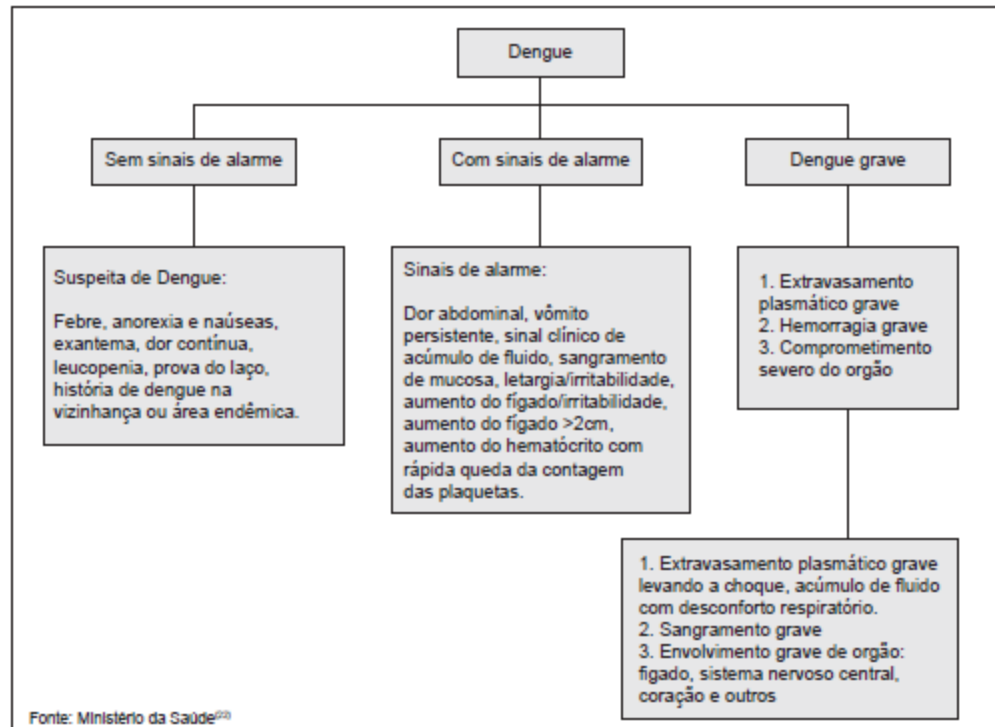 Dengue
Sem sinais de alarme
Com sinais de alarme
Dengue grave
Suspeita de Dengue:
Febre, anorexia e naúseas,
exantema, dor contínua,
leucopenia, prova do laço,
história de dengue na
vizinhança ou área endêmica.
Sinais de alarme:
Dor abdominal, vômito
persistente, sinal clínico de
acúmulo de fluido, sangramento
de mucosa, letargia/irritabilidade,
aumento do fígado/irritabilidade,
aumento do fígado >2cm,
aumento do hematócrito com
rápida queda da contagem
das plaquetas.
1. Extravasamento
plasmático grave
2. Hemorragia grave
3. Comprometimento
severo do orgão
1. Extravasamento plasmático grave
levando a choque, acúmulo de fluido
com desconforto respiratório.
2. Sangramento grave
3. Envolvimento grave de orgão:
figado, sistema nervoso central,
coração e outros
Fonte: Ministério da Saúde